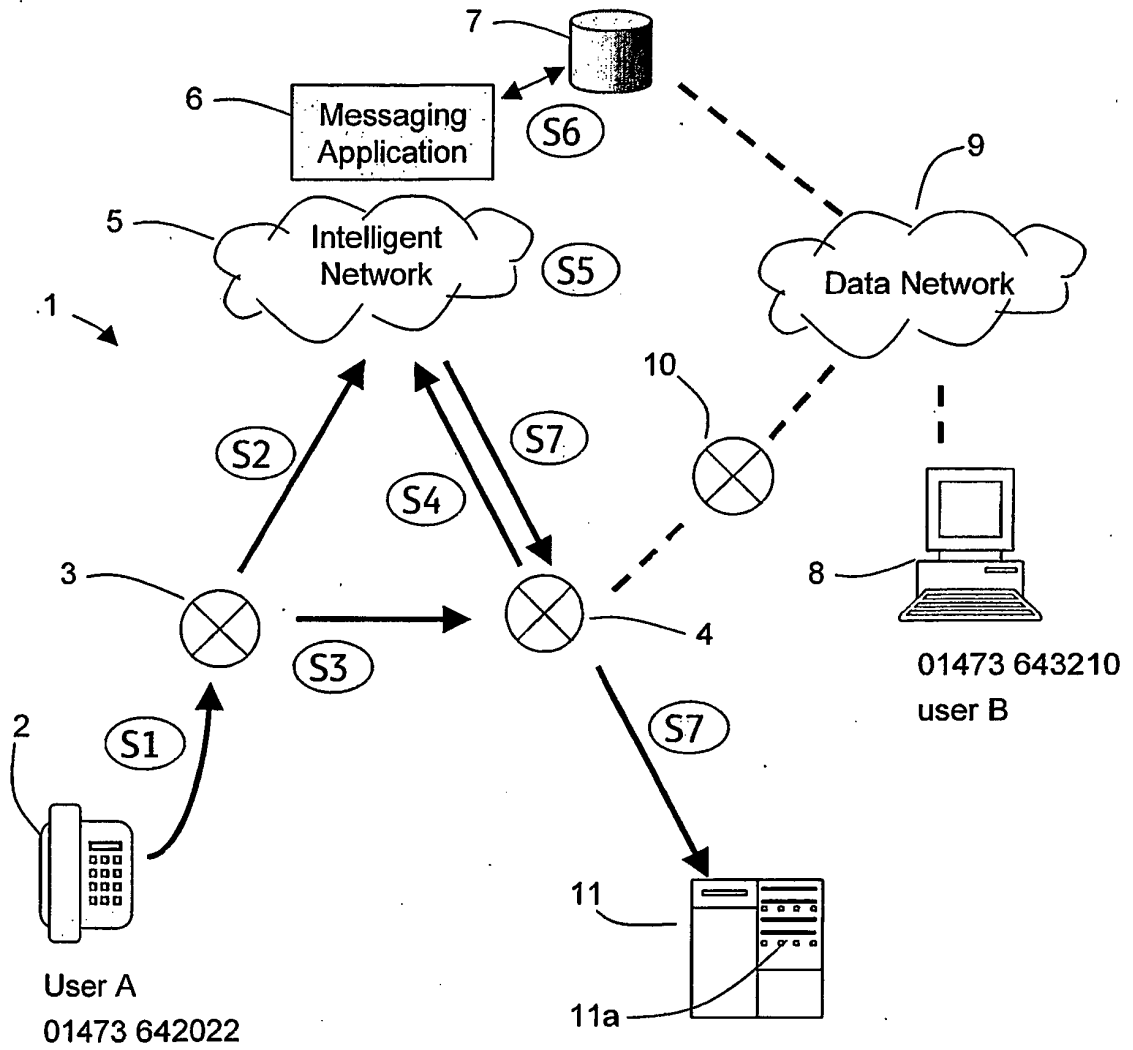 7
6
Messaging
Application
S6
9
5
Intelligent
Network
S5
Data Network
1
10
S2
S7
S4
3
8
4
S3
01473 643210
user B
2
S1
S7
11
11a
User A
01473 642022